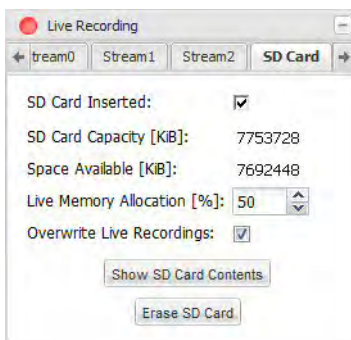 Live Recording
tream0 Stream1 Stream2 SD Card
SD Card Inserted:
SD Card Capacity [KiB]: 7753728
Space Available [KiB]: 7692448
Live Memory Allocation [%]: 50
Overwrite Live Recordings:
Show SD Card Contents
Erase SD Card